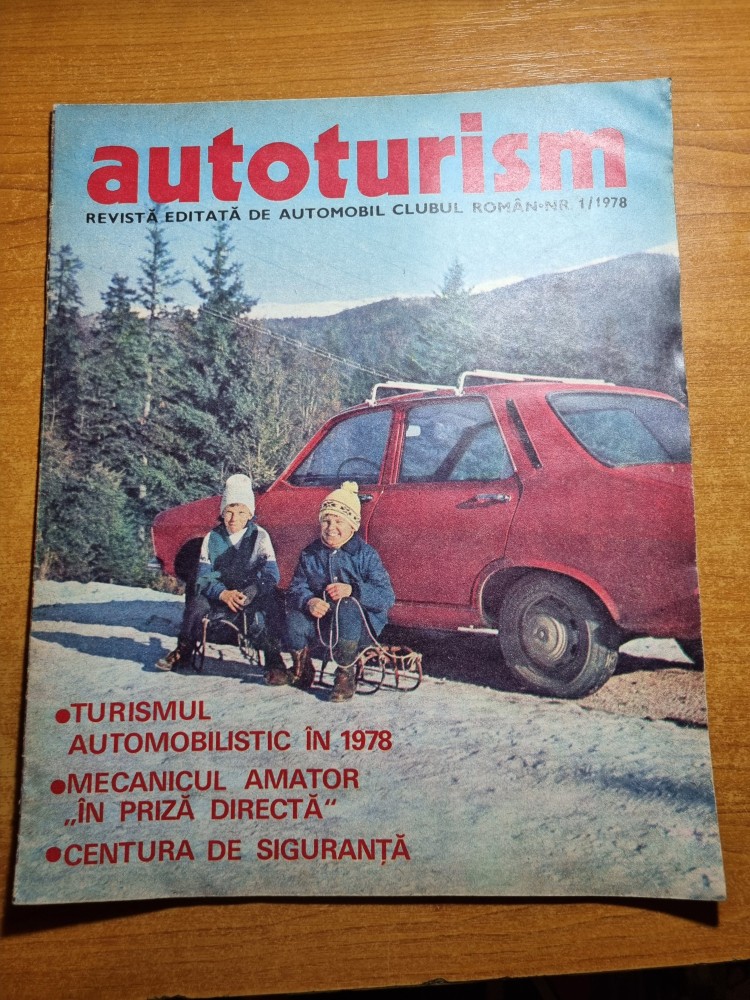 autoturism
REVISTĂ EDITATĂ DE AUTOMOBIL CLUBUL ROMÂN•NR. 1/1978
•TURISMUL
AUTOMOBILISTIC ÎN 1978
•MECANICUL AMATOR
„ÎN PRIZĂ DIRECTĂ“
•CENTURA DE SIGURANȚĂ